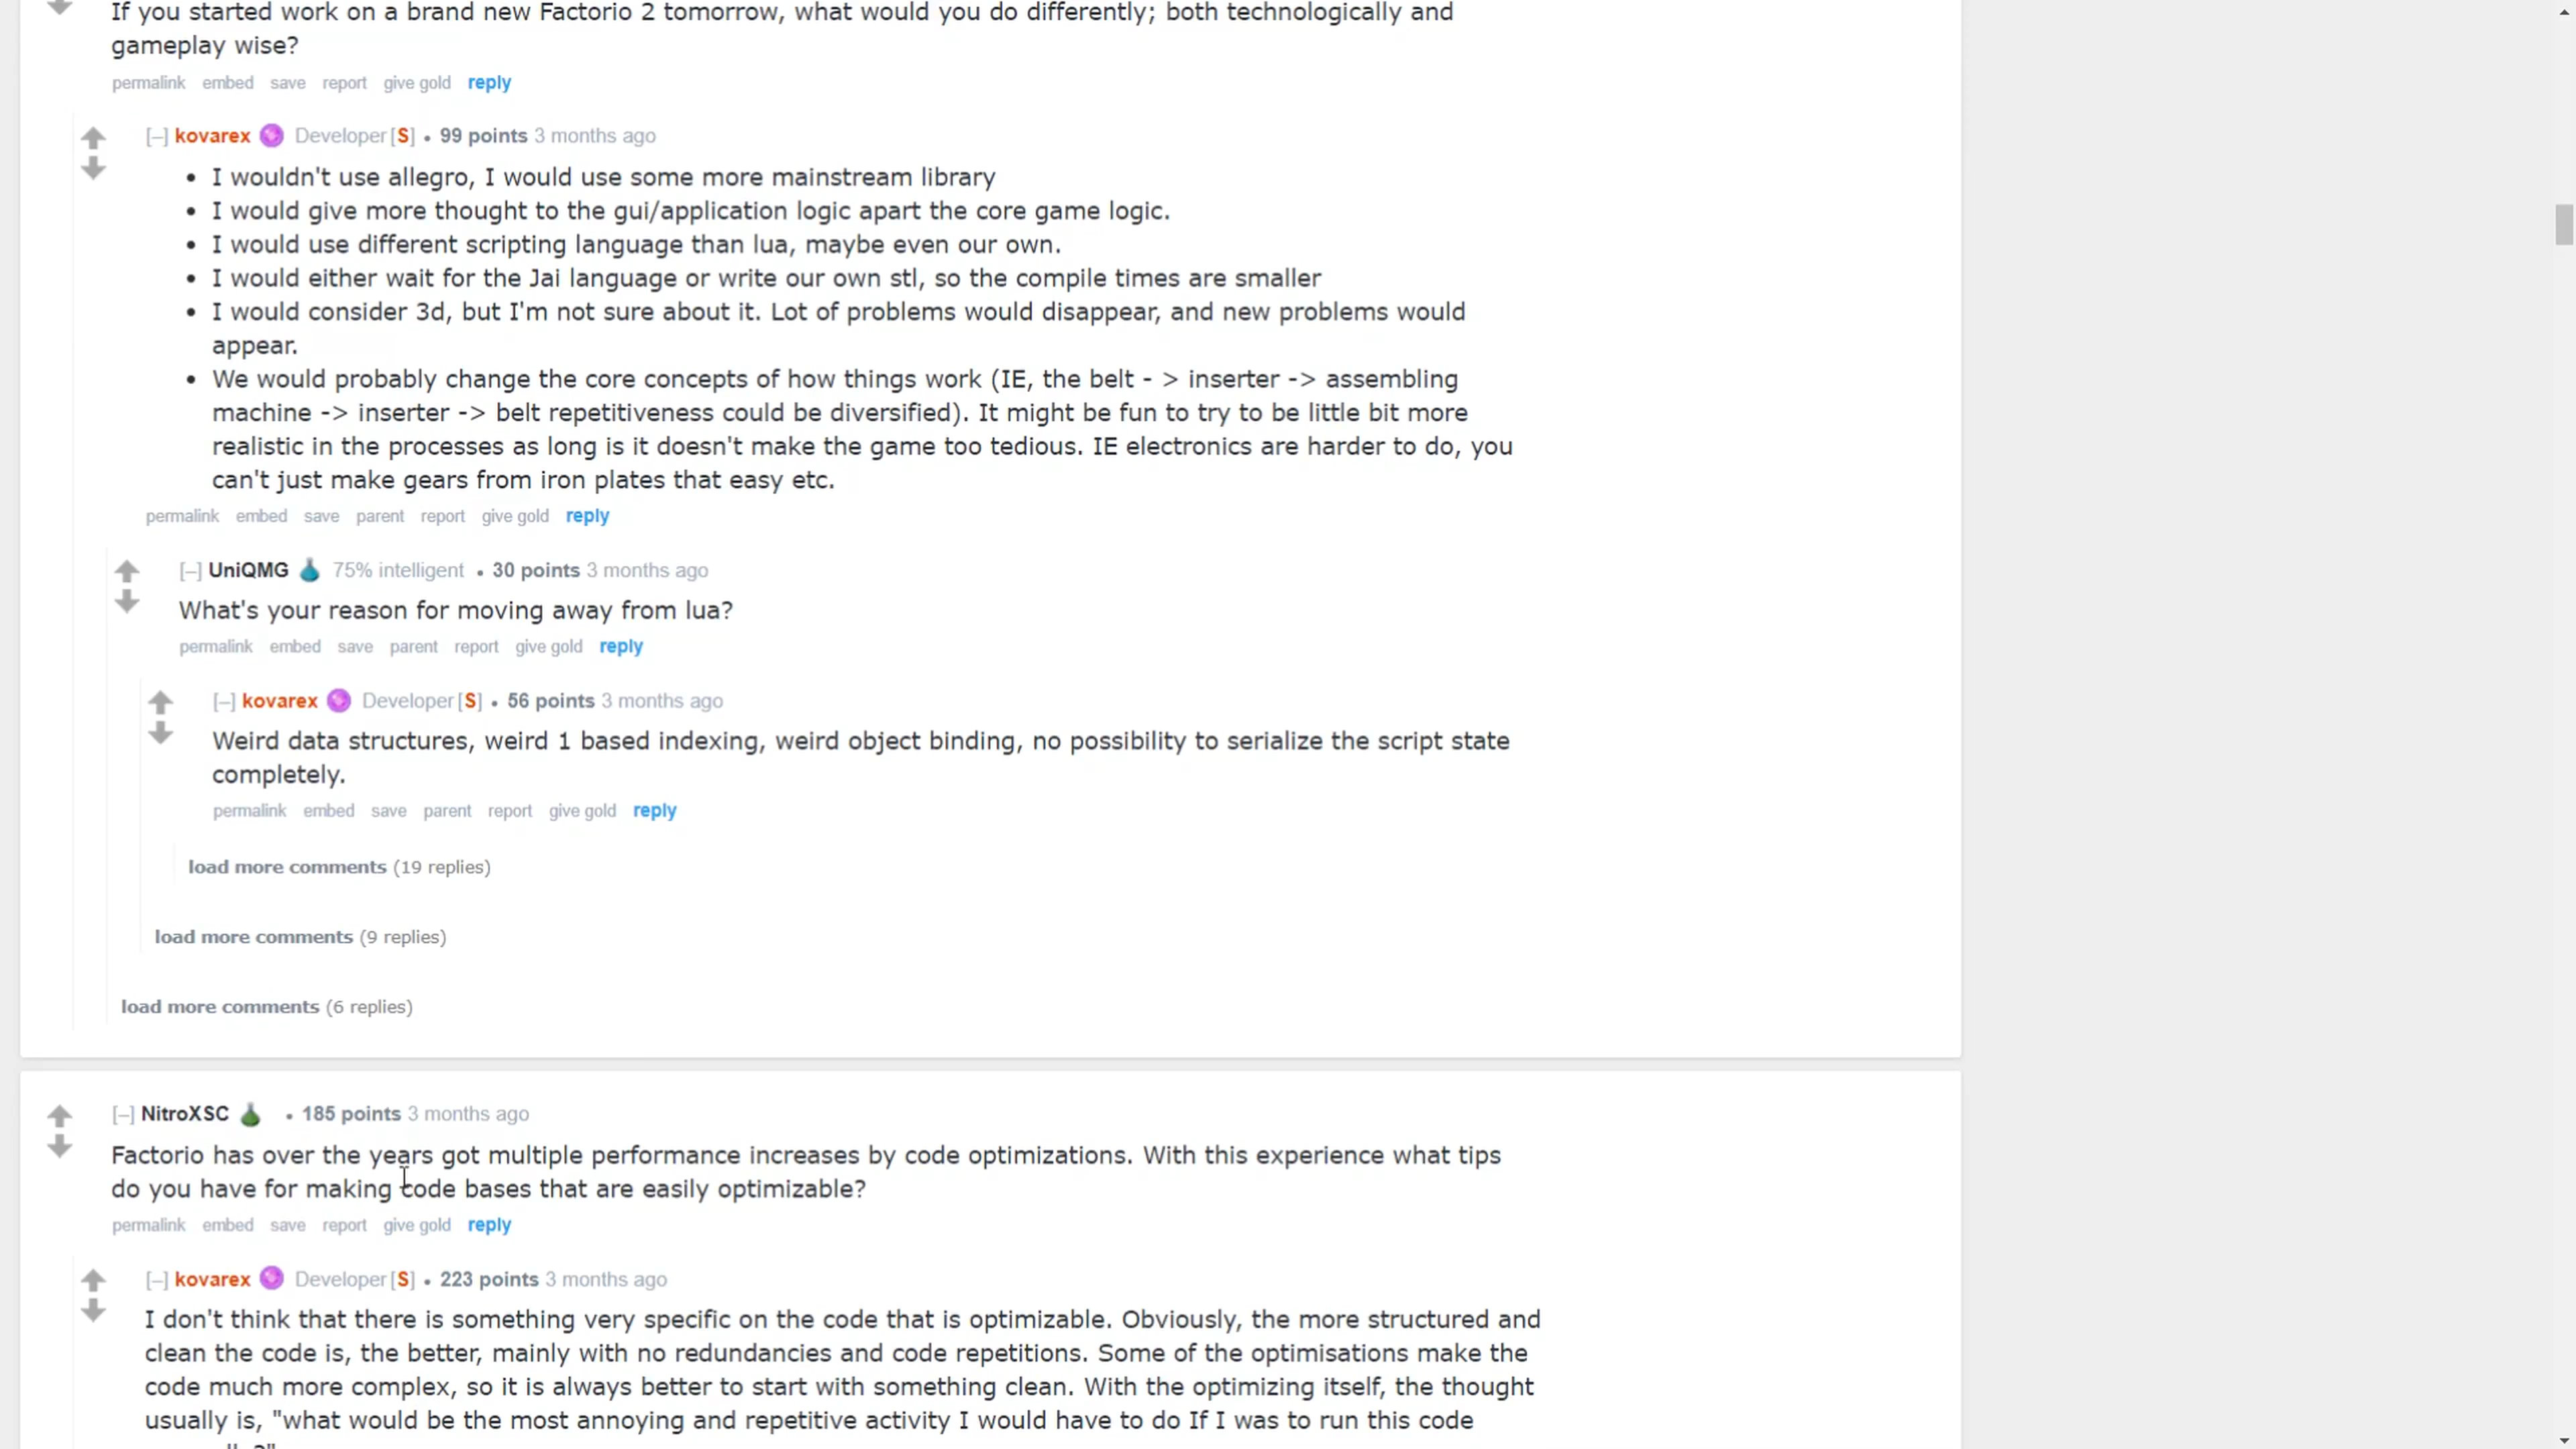 If you started work on a brand new Factorio 2 tomorrow, what would you do differently; both technologically and
gameplay wise?
permalink embed save report give gold reply
[–] kovarex Developer[S] • 99 points 3 months ago
• I wouldn't use allegro, I would use some more mainstream library
• I would give more thought to the gui/application logic apart the core game logic.
• I would use different scripting language than lua, maybe even our own.
• I would either wait for the Jai language or write our own stl, so the compile times are smaller
• I would consider 3d, but I'm not sure about it. Lot of problems would disappear, and new problems would
appear.
• We would probably change the core concepts of how things work (IE, the belt - > inserter -> assembling
machine -> inserter -> belt repetitiveness could be diversified). It might be fun to try to be little bit more
realistic in the processes as long is it doesn't make the game too tedious. IE electronics are harder to do, you
can't just make gears from iron plates that easy etc.
permalink embed save parent report give gold reply
[–] UniQMG 75% intelligent • 30 points 3 months ago
What's your reason for moving away from lua?
permalink embed save parent report give gold reply
[–] kovarex Developer[S] • 56 points 3 months ago
Weird data structures, weird 1 based indexing, weird object binding, no possibility to serialize the script state
completely.
permalink embed save parent report give gold reply
load more comments (19 replies)
load more comments (9 replies)
load more comments (6 replies)
[–] NitroXSC • 185 points 3 months ago
Factorio has over the years got multiple performance increases by code optimizations. With this experience what tips
do you have for making code bases that are easily optimizable?
permalink embed save report give gold reply
[–] kovarex Developer[S] • 223 points 3 months ago
I don't think that there is something very specific on the code that is optimizable. Obviously, the more structured and
clean the code is, the better, mainly with no redundancies and code repetitions. Some of the optimisations make the
code much more complex, so it is always better to start with something clean. With the optimizing itself, the thought
usually is, "what would be the most annoying and repetitive activity I would have to do If I was to run this code